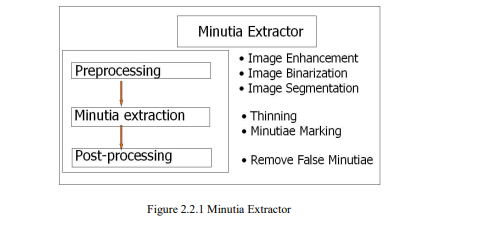 Minutia Extractor
Preprocessing
• Image Enhancement
• Image Binarization
• Image Segmentation
Minutia extraction
• Thinning
• Minutiae Marking
Post-processing
• Remove False Minutiae
Figure 2.2.1 Minutia Extractor